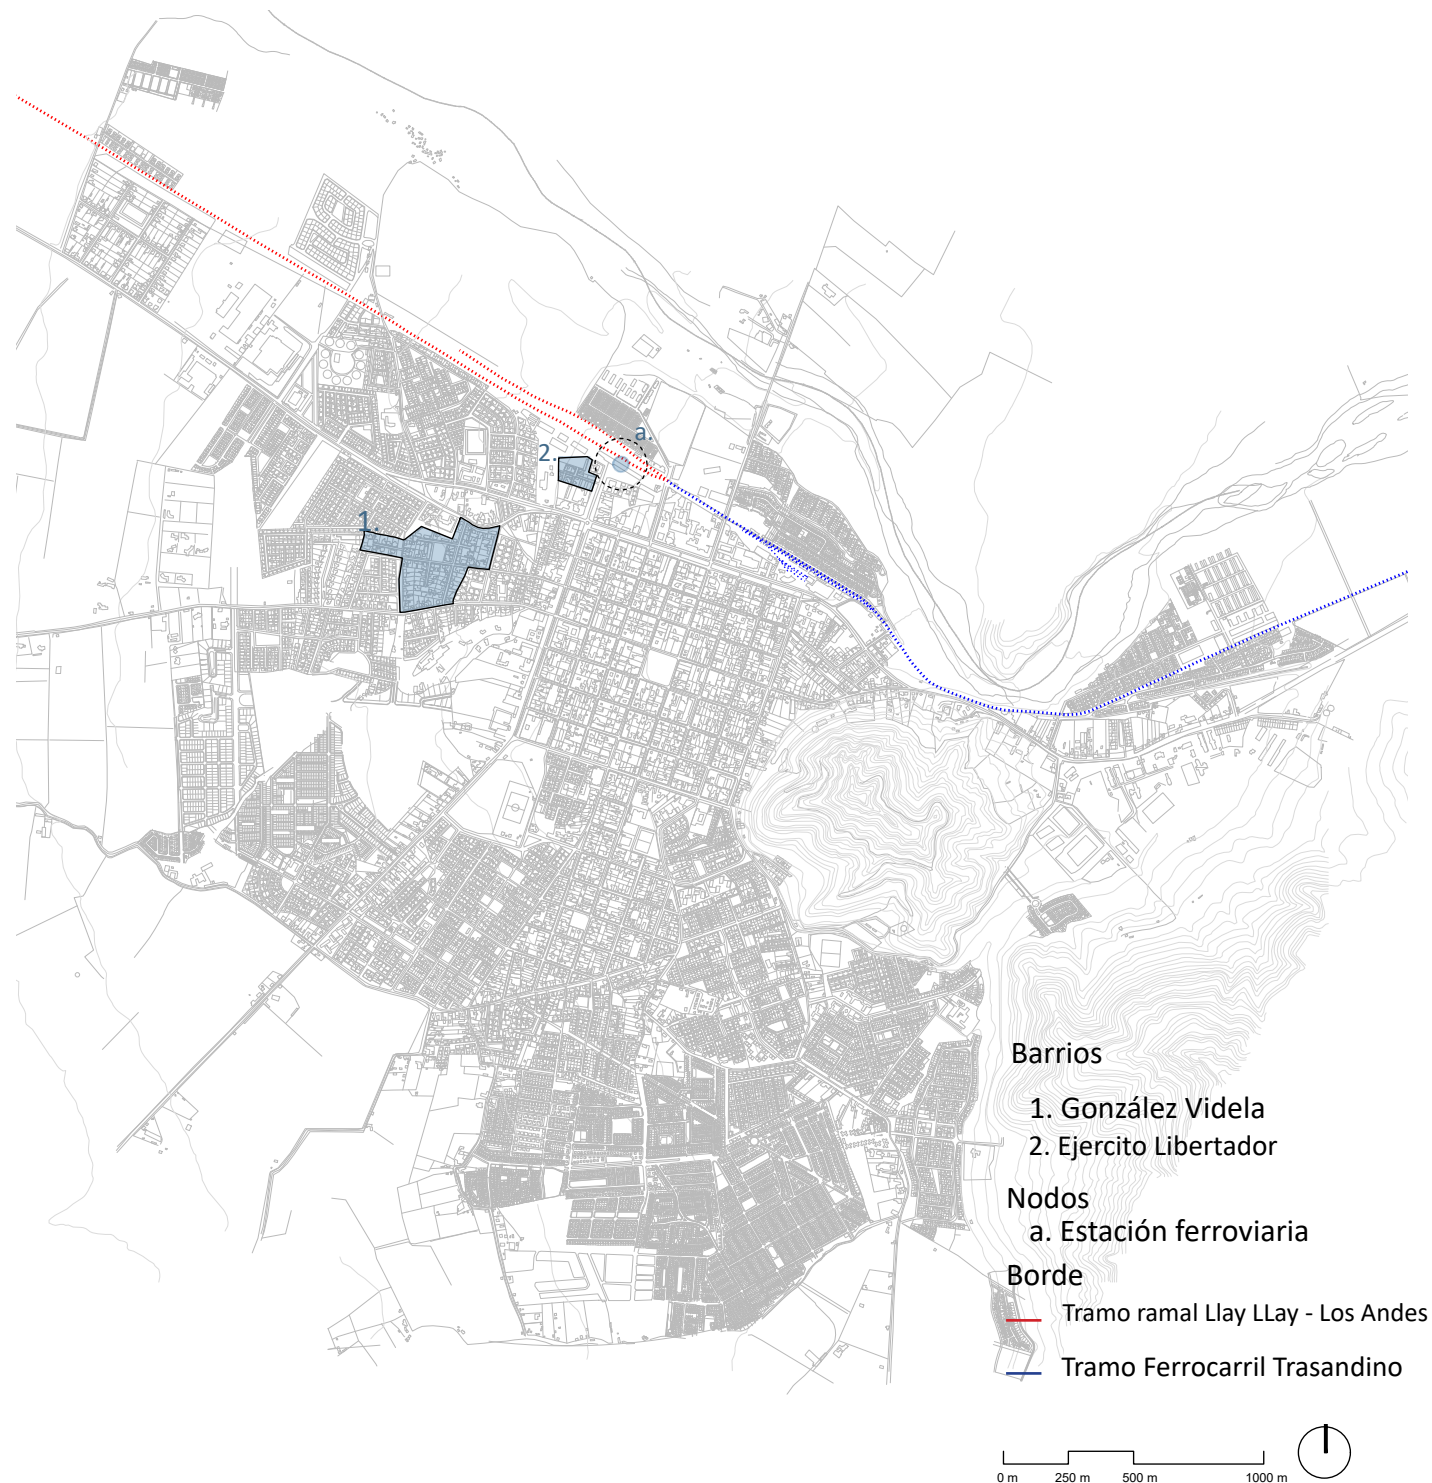 a.
2.
1.
Barrios
1. González Videla
2. Ejercito Libertador
Nodos
a. Estación ferroviaria
Borde
Tramo ramal Llay LLay - Los Andes
Tramo Ferrocarril Trasandino
0 m 250 m 500 m 1000 m